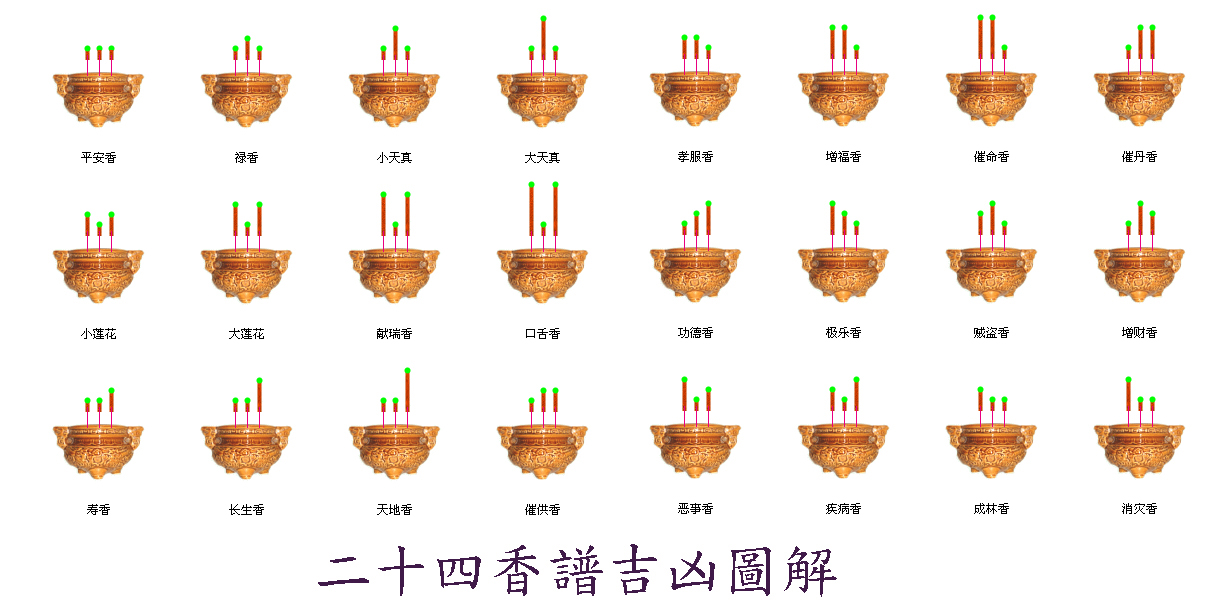 平安香 禄香 小天真 大天真 孝服香 增福香 催命香 催丹香
小莲花 大莲花 献瑞香 口舌香 功德香 极乐香 贼盗香 增财香
寿香 长生香 天地香 催供香 恶事香 疾病香 成林香 消灾香
二十四香譜吉凶圖解